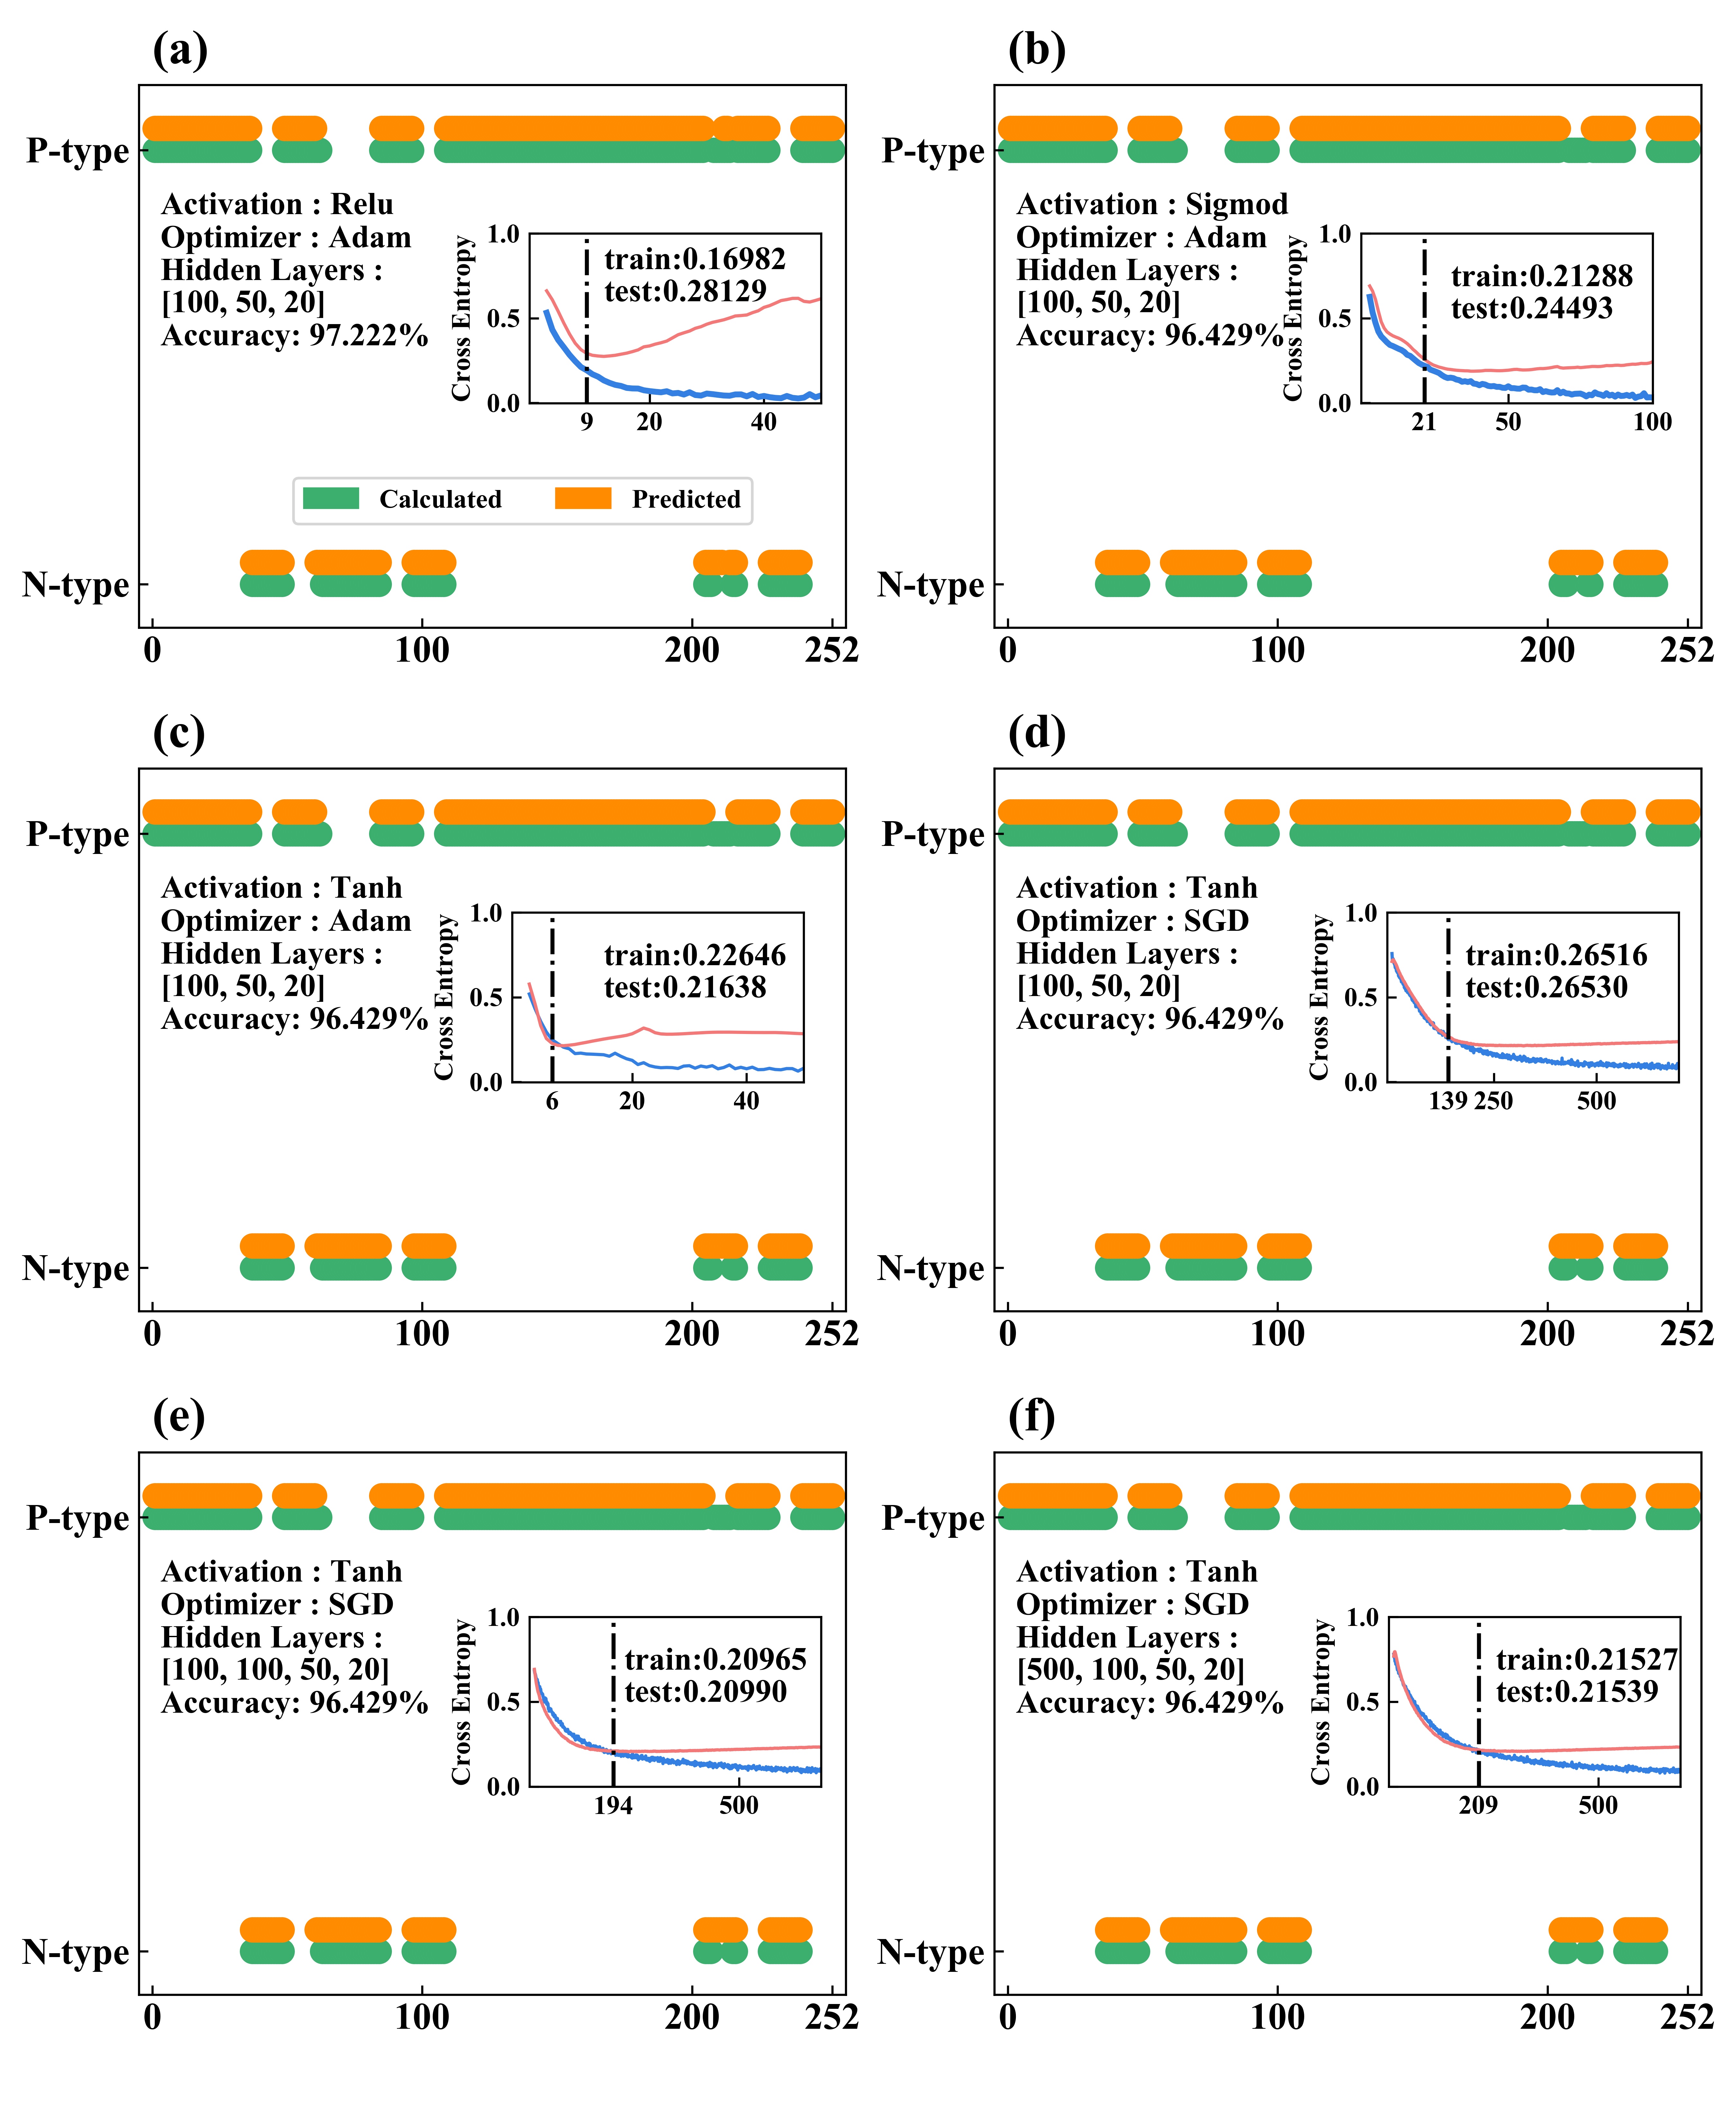 (a)
P-type
Activation : Relu
Optimizer : Adam
Hidden Layers :
[100, 50, 20]
Accuracy: 97.222%
Cross Entropy
1.0
0.5
0.0
train:0.16982
test:0.28129
9 20 40
Calculated Predicted
N-type
0 100 200 252
(b)
P-type
Activation : Sigmod
Optimizer : Adam
Hidden Layers :
[100, 50, 20]
Accuracy: 96.429%
Cross Entropy
1.0
0.5
0.0
train:0.21288
test:0.24493
21 50 100
N-type
0 100 200 252
(c)
P-type
Activation : Tanh
Optimizer : Adam
Hidden Layers :
[100, 50, 20]
Accuracy: 96.429%
Cross Entropy
1.0
0.5
0.0
train:0.22646
test:0.21638
6 20 40
N-type
0 100 200 252
(d)
P-type
Activation : Tanh
Optimizer : SGD
Hidden Layers :
[100, 50, 20]
Accuracy: 96.429%
Cross Entropy
1.0
0.5
0.0
train:0.26516
test:0.26530
139 250 500
N-type
0 100 200 252
(e)
P-type
Activation : Tanh
Optimizer : SGD
Hidden Layers :
[100, 100, 50, 20]
Accuracy: 96.429%
Cross Entropy
1.0
0.5
0.0
train:0.20965
test:0.20990
194 500
N-type
0 100 200 252
(f)
P-type
Activation : Tanh
Optimizer : SGD
Hidden Layers :
[500, 100, 50, 20]
Accuracy: 96.429%
Cross Entropy
1.0
0.5
0.0
train:0.21527
test:0.21539
209 500
N-type
0 100 200 252